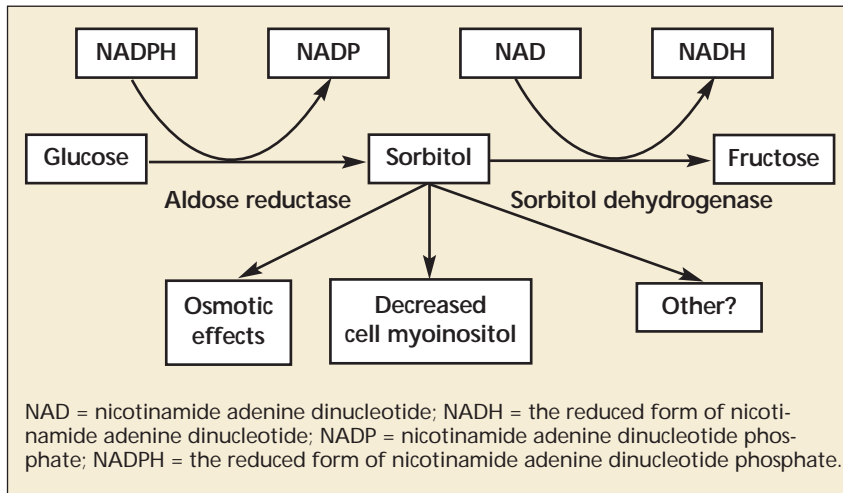 NADPH
NADP
NAD
NADH
Glucose
Sorbitol
Fructose
Aldose reductase
Sorbitol dehydrogenase
Osmotic
effects
Decreased
cell myoinositol
Other?
NAD = nicotinamide adenine dinucleotide; NADH = the reduced form of nicoti-
namide adenine dinucleotide; NADP = nicotinamide adenine dinucleotide phos-
phate; NADPH = the reduced form of nicotinamide adenine dinucleotide phosphate.